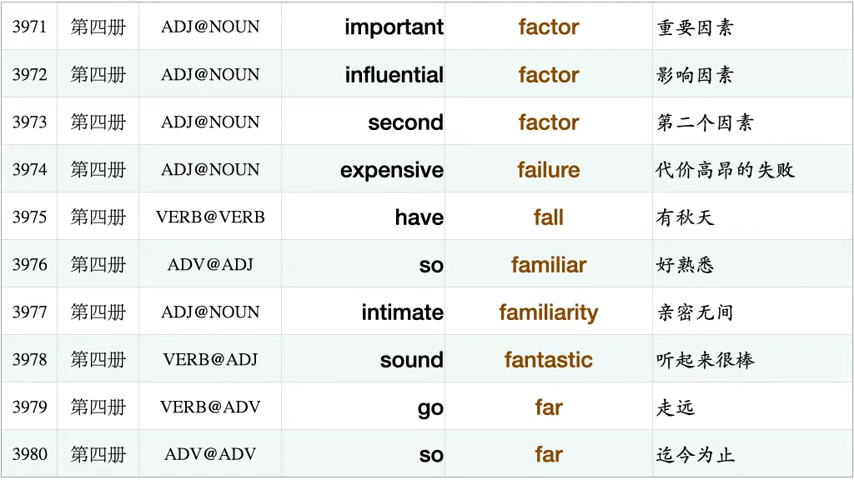 3971 第四册 ADJ@NOUN important factor 重要因素
3972 第四册 ADJ@NOUN influential factor 影响因素
3973 第四册 ADJ@NOUN second factor 第二个因素
3974 第四册 ADJ@NOUN expensive failure 代价高昂的失败
3975 第四册 VERB@VERB have fall 有秋天
3976 第四册 ADV@ADJ so familiar 好熟悉
3977 第四册 ADJ@NOUN intimate familiarity 亲密无间
3978 第四册 VERB@ADJ sound fantastic 听起来很棒
3979 第四册 VERB@ADV go far 走远
3980 第四册 ADV@ADV so far 迄今为止